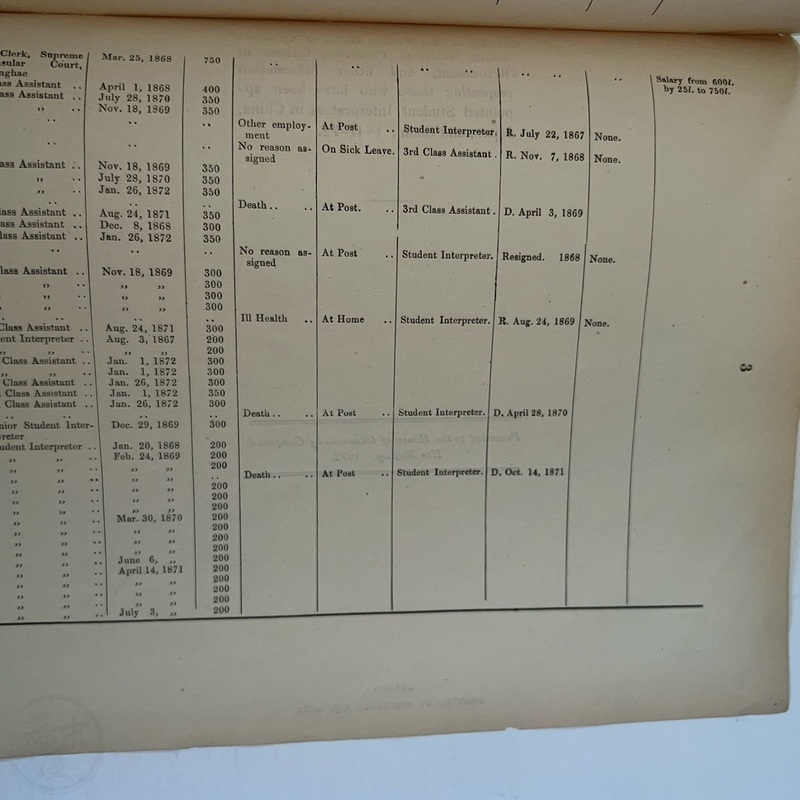 Clerk, Supreme Mar. 25, 1868 750 .. .. .. .. .. .. .. Salary from 600l.
sular Court, by 25l. to 750l.
nghae
ss Assistant .. April 1, 1868 400
ass Assistant .. July 28, 1870 350
„ .. Nov. 18, 1869 350
.. .. .. Other employ- At Post .. Student Interpreter. R. July 22, 1867 None.
ment
.. .. .. No reason as- On Sick Leave. 3rd Class Assistant . R. Nov. 7, 1868 None.
signed
ass Assistant .. Nov. 18, 1869 350
„ .. July 28, 1870 350
„ .. Jan. 26, 1872 350
.. .. .. Death .. .. At Post. .. 3rd Class Assistant . D. April 3, 1869
lass Assistant .. Aug. 24, 1871 350
lass Assistant .. Dec. 8, 1868 300
lass Assistant .. Jan. 26, 1872 350
.. .. .. No reason as- At Post .. Student Interpreter. Resigned. 1868 None.
signed
lass Assistant .. Nov. 18, 1869 300
„ .. „ „ 300
„ .. „ „ 300
„ .. „ „ 300
.. .. .. .. Ill Health .. At Home .. Student Interpreter. R. Aug. 24, 1869 None.
Class Assistant .. Aug. 24, 1871 300
ent Interpreter .. Aug. 3, 1867 200
„ „ .. „ „ 200
Class Assistant .. Jan. 1, 1872 300
„ „ .. Jan. 1, 1872 300
Class Assistant .. Jan. 26, 1872 300
Class Assistant .. Jan. 1, 1872 350
Class Assistant .. Jan. 26, 1872 300
.. .. .. Death .. .. At Post .. Student Interpreter. D. April 28, 1870
nior Student Inter- Dec. 29, 1869 300
preter
udent Interpreter .. Jan. 20, 1868 200
„ „ .. Feb. 24, 1869 200
„ „ .. „ „ 200
„ „ .. .. Death .. .. At Post .. Student Interpreter. D. Oct. 14, 1871
„ „ .. „ „ 200
„ „ .. „ „ 200
„ „ .. „ „ 200
„ „ .. Mar. 30, 1870 200
„ „ .. „ „ 200
„ „ .. „ „ 200
„ „ .. „ „ 200
„ „ .. June 6, „ 200
„ „ .. April 14, 1871 200
„ „ .. „ „ 200
„ „ .. „ „ 200
„ „ .. „ „ 200
„ „ .. July 3, „ 200
3